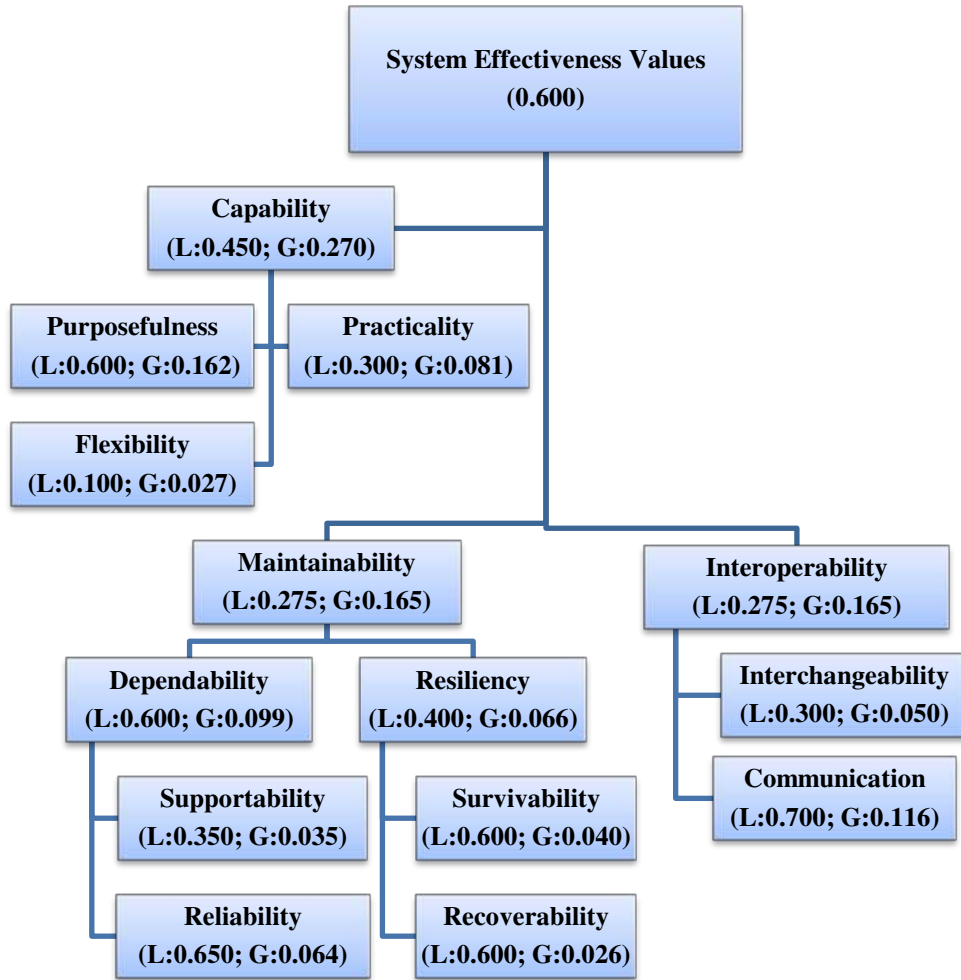 System Effectiveness Values
(0.600)
Capability
(L:0.450; G:0.270)
Purposefulness
(L:0.600; G:0.162)
Practicality
(L:0.300; G:0.081)
Flexibility
(L:0.100; G:0.027)
Maintainability
(L:0.275; G:0.165)
Interoperability
(L:0.275; G:0.165)
Dependability
(L:0.600; G:0.099)
Resiliency
(L:0.400; G:0.066)
Interchangeability
(L:0.300; G:0.050)
Supportability
(L:0.350; G:0.035)
Survivability
(L:0.600; G:0.040)
Communication
(L:0.700; G:0.116)
Reliability
(L:0.650; G:0.064)
Recoverability
(L:0.600; G:0.026)